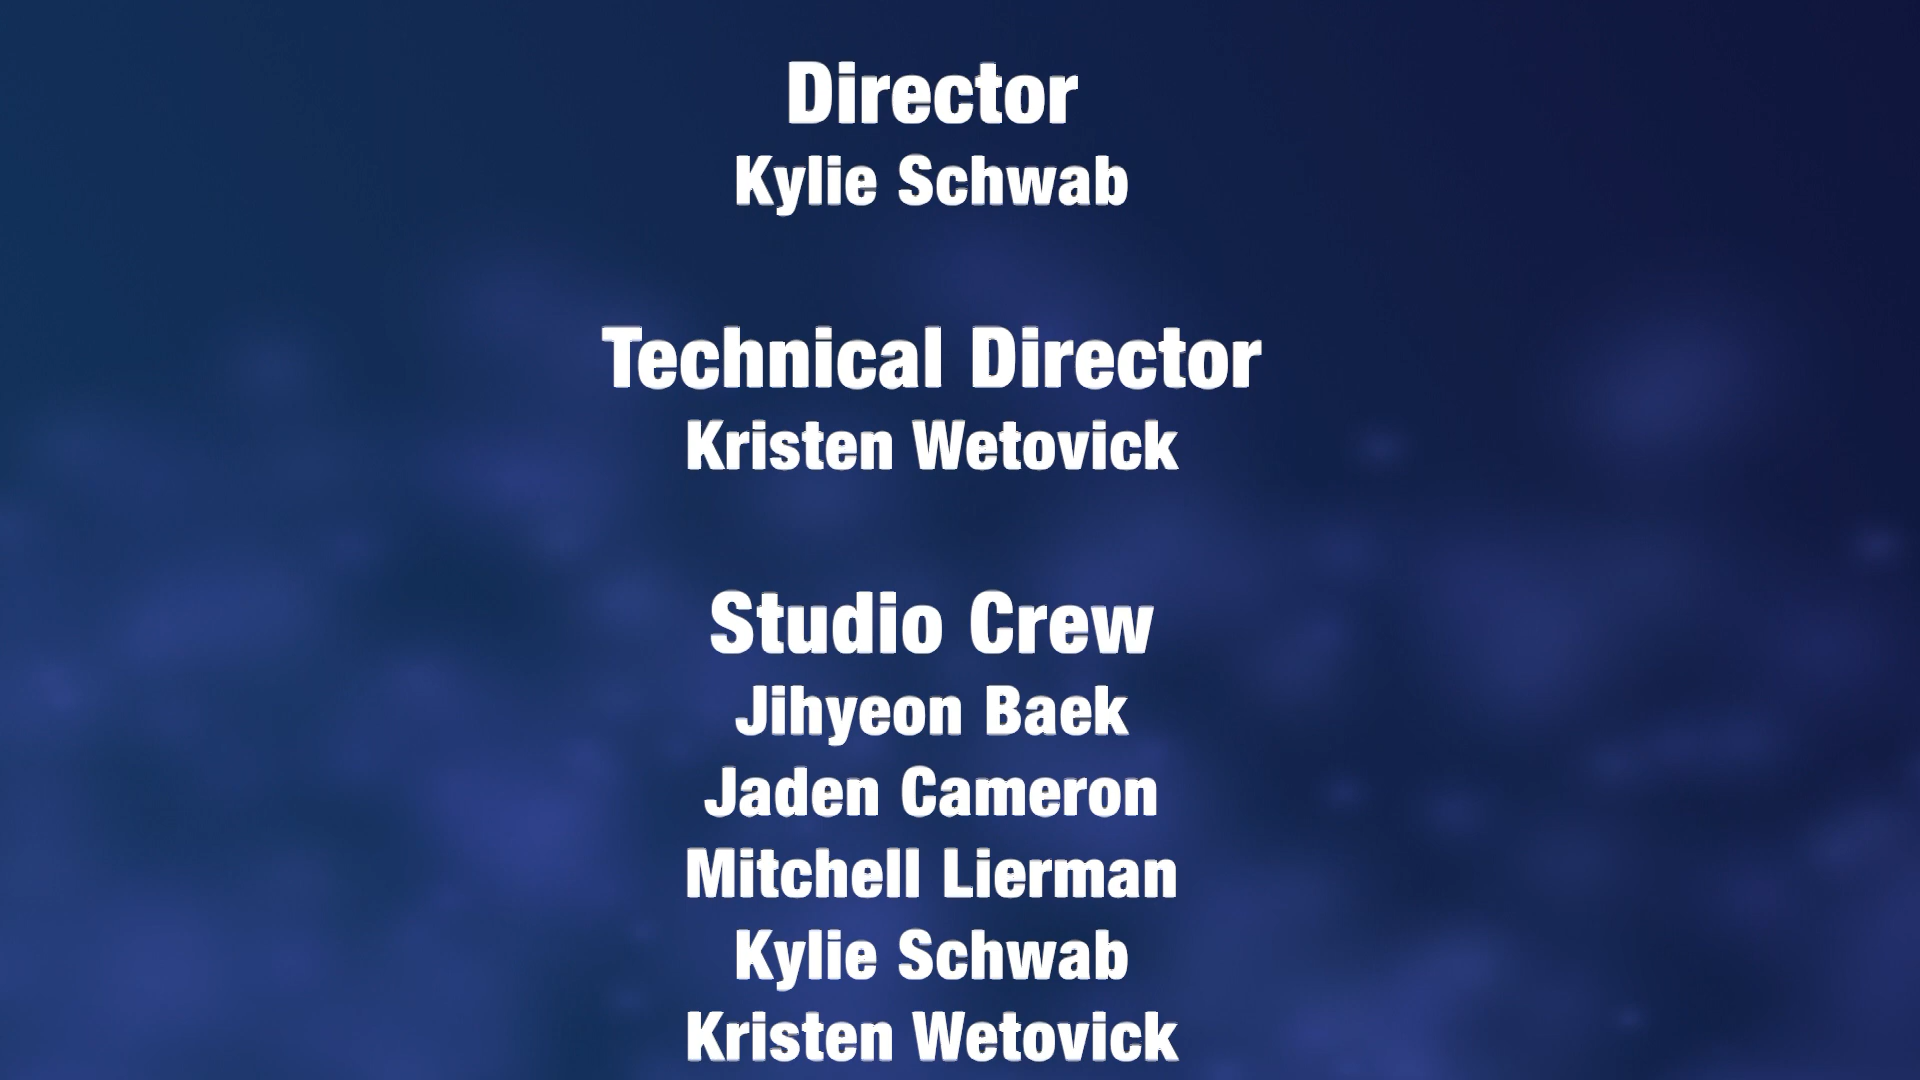 Director
Kylie Schwab
Technical Director
Kristen Wetovick
Studio Crew
Jihyeon Baek
Jaden Cameron
Mitchell Lierman
Kylie Schwab
Kristen Wetovick